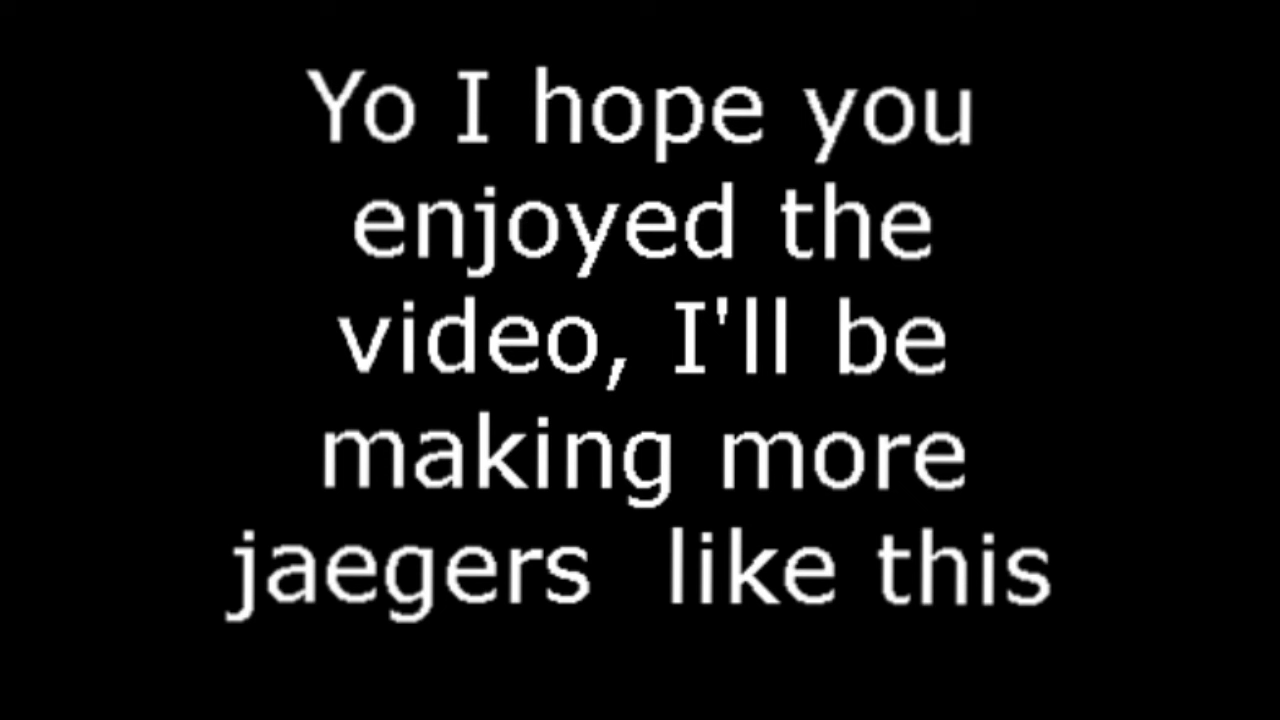 Yo I hope you
enjoyed the
video, I'll be
making more
jaegers  like this